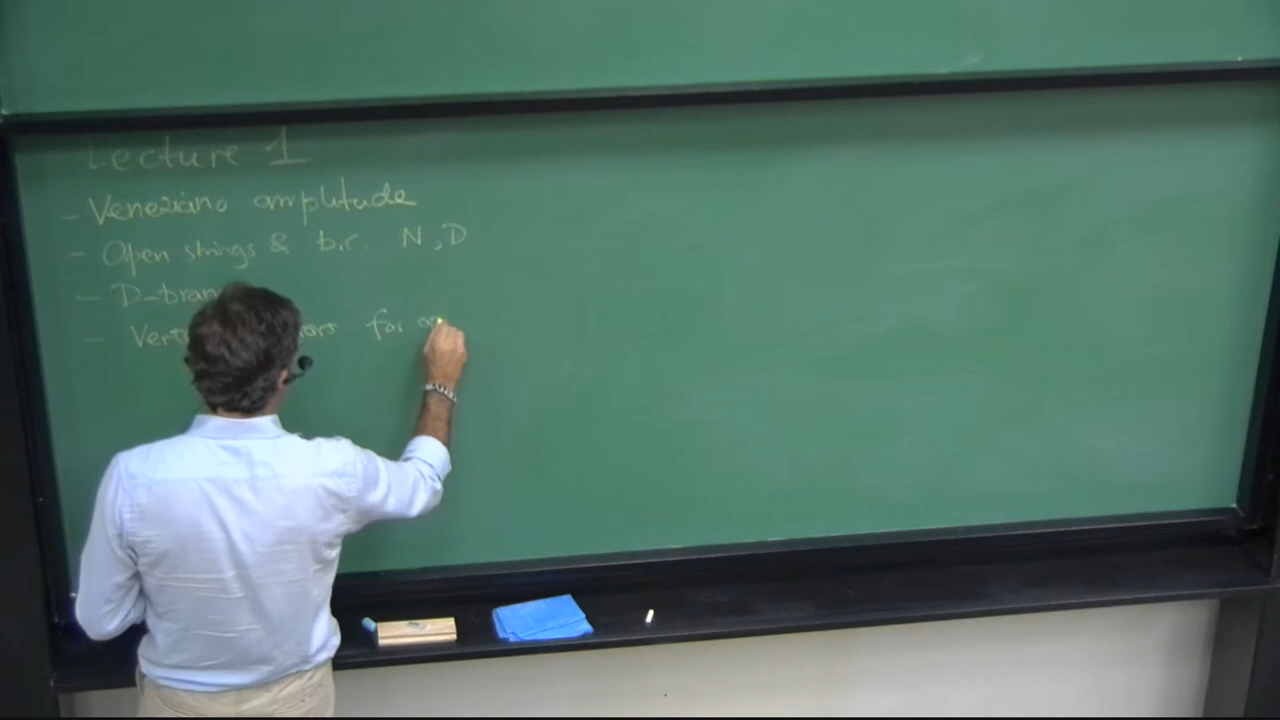 Lecture 1
- Veneziano amplitude
- Open strings & b.c. N, D
- D-bran
- Vert for